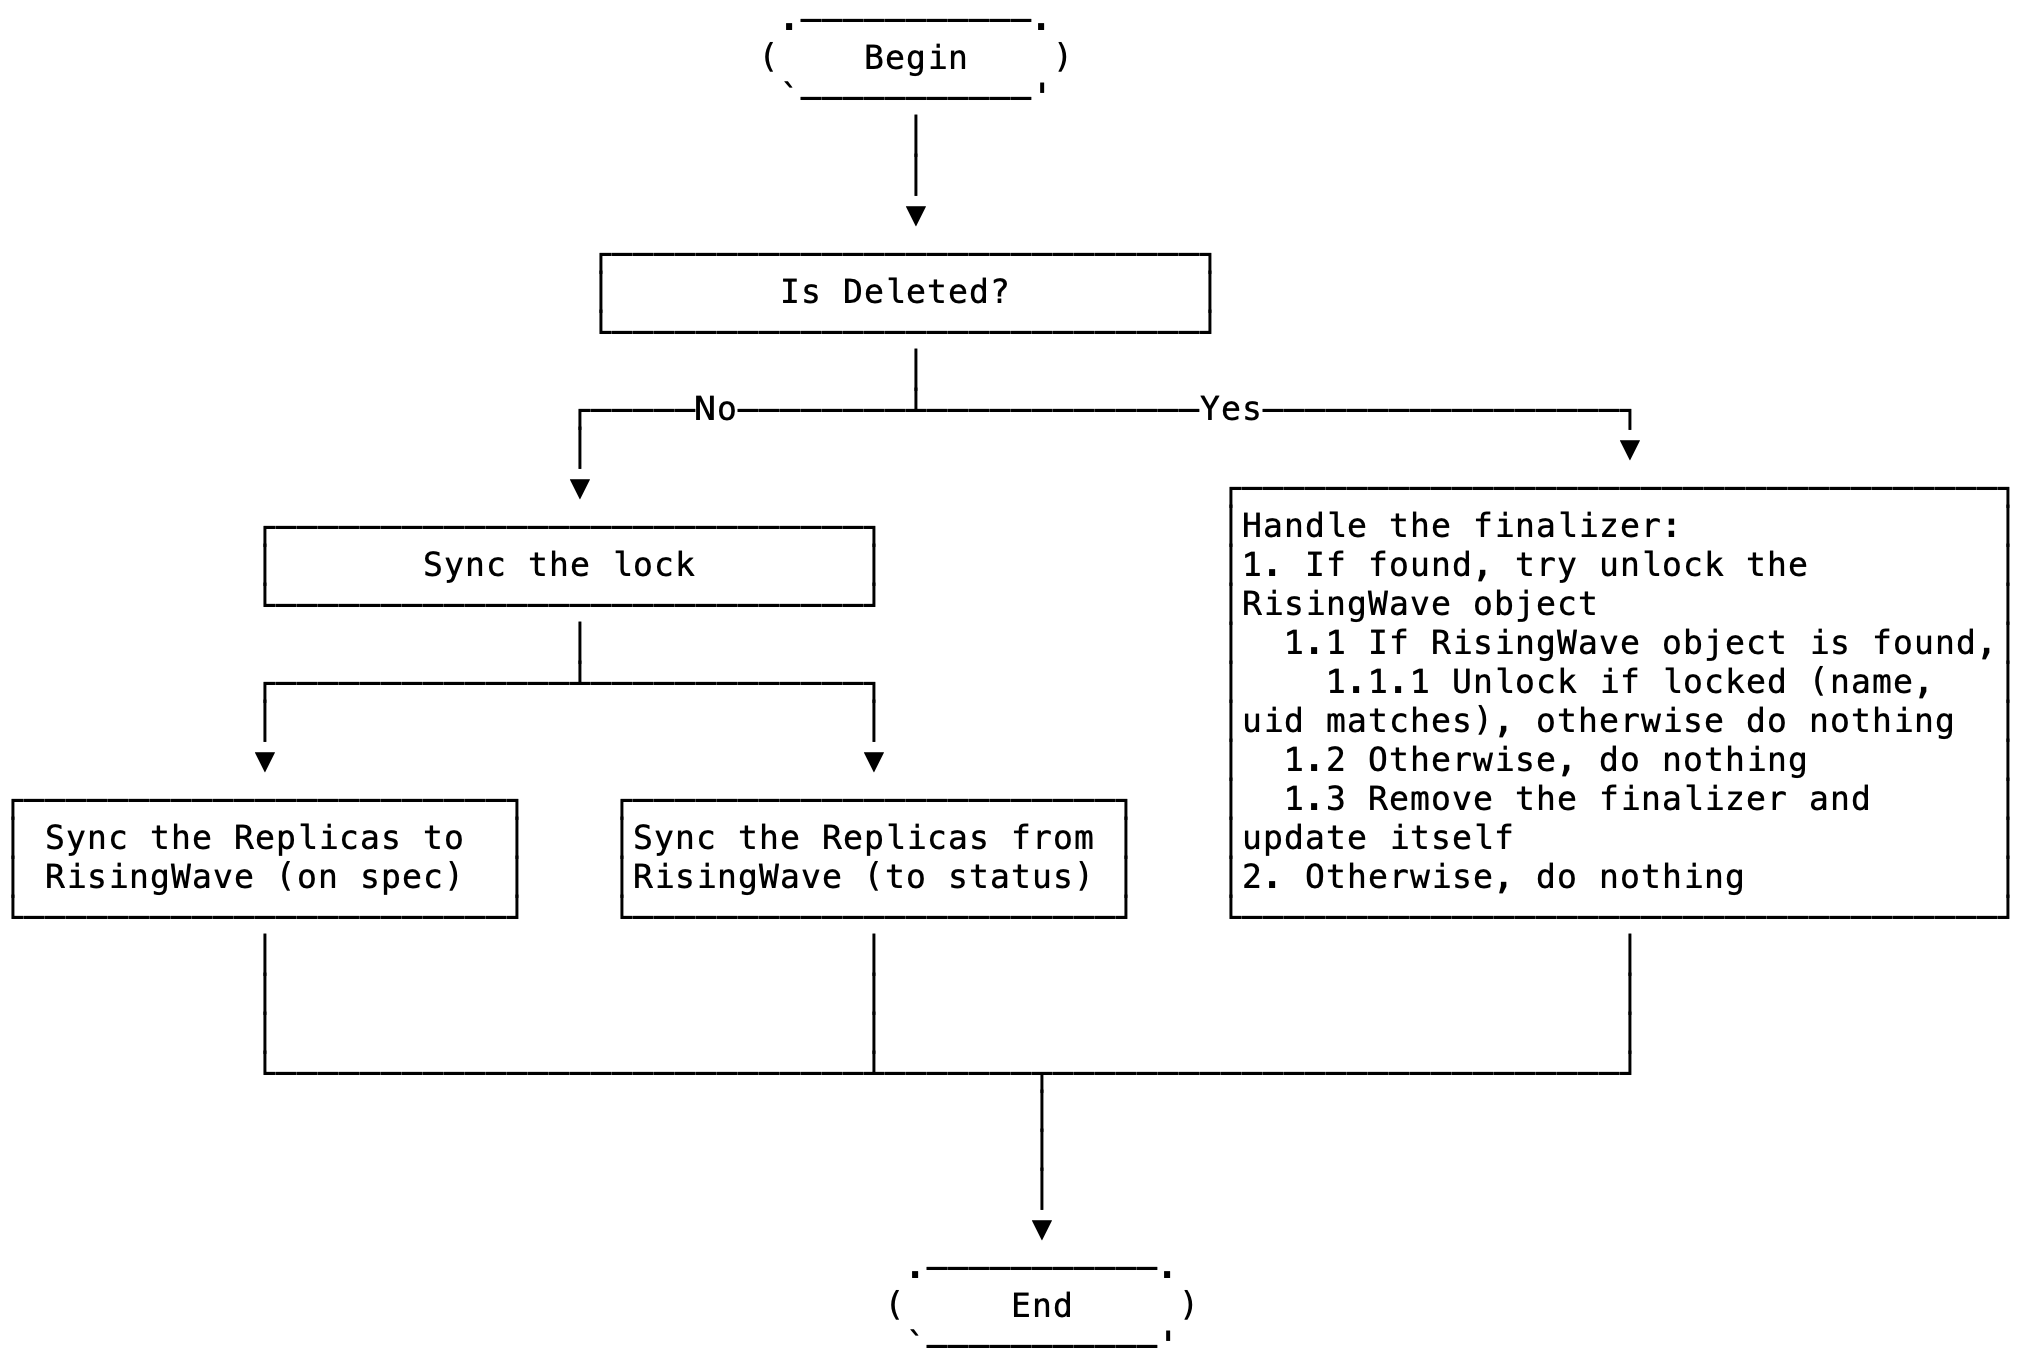 Begin
Is Deleted?
No
Yes
Sync the lock
Sync the Replicas to
RisingWave (on spec)
Sync the Replicas from
RisingWave (to status)
Handle the finalizer:
1. If found, try unlock the
RisingWave object
  1.1 If RisingWave object is found,
    1.1.1 Unlock if locked (name,
uid matches), otherwise do nothing
  1.2 Otherwise, do nothing
  1.3 Remove the finalizer and
update itself
2. Otherwise, do nothing
End